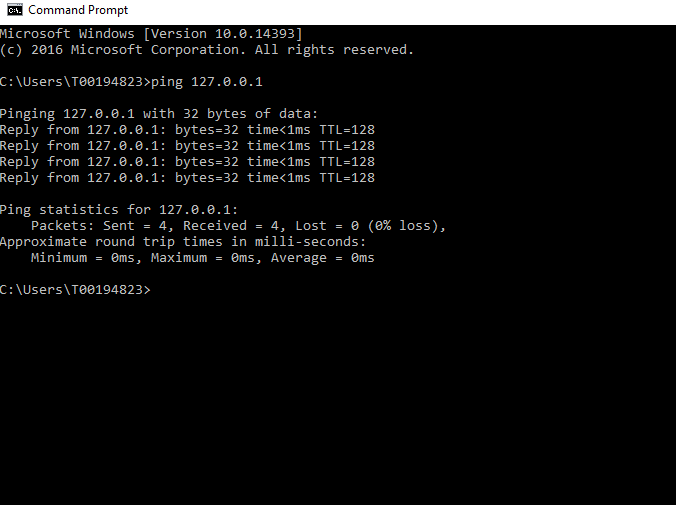 Command Prompt
Microsoft Windows [Version 10.0.14393]
(c) 2016 Microsoft Corporation. All rights reserved.
C:\Users\T00194823>ping 127.0.0.1
Pinging 127.0.0.1 with 32 bytes of data:
Reply from 127.0.0.1: bytes=32 time<1ms TTL=128
Reply from 127.0.0.1: bytes=32 time<1ms TTL=128
Reply from 127.0.0.1: bytes=32 time<1ms TTL=128
Reply from 127.0.0.1: bytes=32 time<1ms TTL=128
Ping statistics for 127.0.0.1:
    Packets: Sent = 4, Received = 4, Lost = 0 (0% loss),
Approximate round trip times in milli-seconds:
    Minimum = 0ms, Maximum = 0ms, Average = 0ms
C:\Users\T00194823>